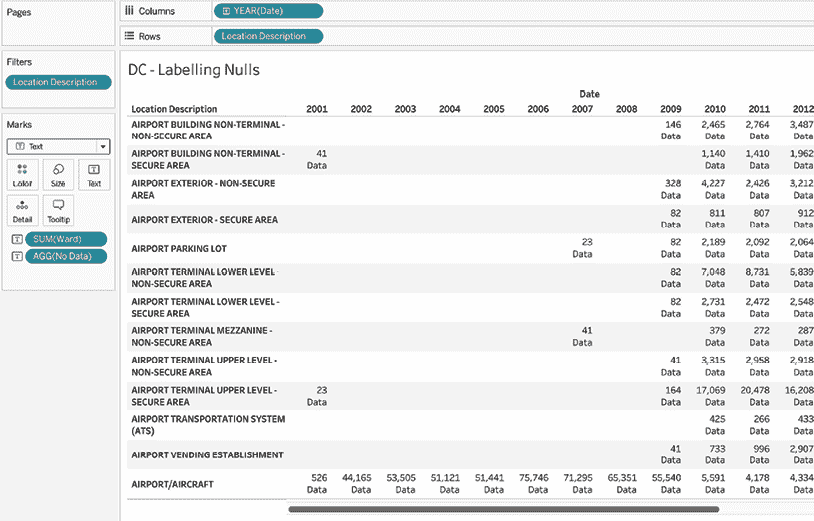 Pages
Columns
YEAR(Date)
Rows
Location Description
Filters
Location Description
Marks
Text
Color
Size
Text
Detail
Tooltip
SUM(Ward)
AGG(No Data)
DC - Labelling Nulls
Date
Location Description 2001 2002 2003 2004 2005 2006 2007 2008 2009 2010 2011 2012
AIRPORT BUILDING NON-TERMINAL - 146 2,465 2,764 3,487
NON-SECURE AREA Data Data Data Data
AIRPORT BUILDING NON-TERMINAL - 41 1,140 1,410 1,962
SECURE AREA Data Data Data Data
AIRPORT EXTERIOR - NON-SECURE 328 4,227 2,426 3,212
AREA Data Data Data Data
AIRPORT EXTERIOR - SECURE AREA 82 811 807 912
Data Data Data Data
AIRPORT PARKING LOT 23 82 2,189 2,092 2,064
Data Data Data Data Data
AIRPORT TERMINAL LOWER LEVEL - 82 7,048 8,731 5,839
NON-SECURE AREA Data Data Data Data
AIRPORT TERMINAL LOWER LEVEL - 82 2,731 2,472 2,548
SECURE AREA Data Data Data Data
AIRPORT TERMINAL MEZZANINE - 41 379 272 287
NON-SECURE AREA Data Data Data Data
AIRPORT TERMINAL UPPER LEVEL - 41 3,315 2,958 2,918
NON-SECURE AREA Data Data Data Data
AIRPORT TERMINAL UPPER LEVEL - 23 164 17,069 20,478 16,208
SECURE AREA Data Data Data Data Data
AIRPORT TRANSPORTATION SYSTEM 425 266 433
(ATS) Data Data Data
AIRPORT VENDING ESTABLISHMENT 41 733 996 2,907
Data Data Data Data
AIRPORT/AIRCRAFT 526 44,165 53,505 51,121 51,441 75,746 71,295 65,351 55,540 5,591 4,178 4,334
Data Data Data Data Data Data Data Data Data Data Data Data